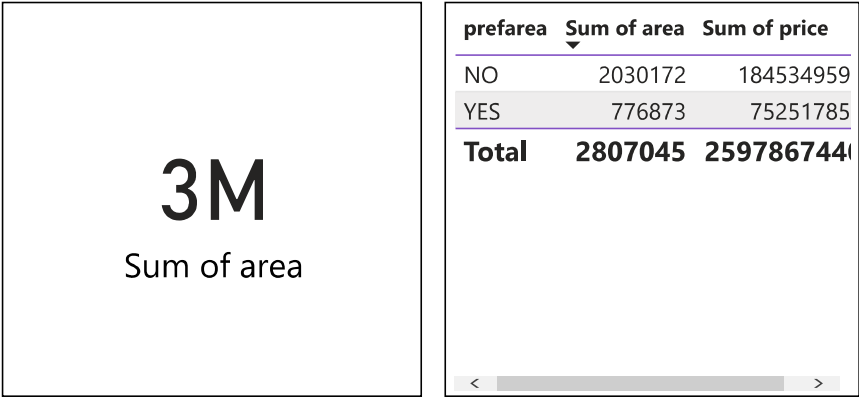 3M
Sum of area
prefarea Sum of area Sum of price
NO 2030172 184534959
YES 776873 75251785
Total 2807045 2597867440